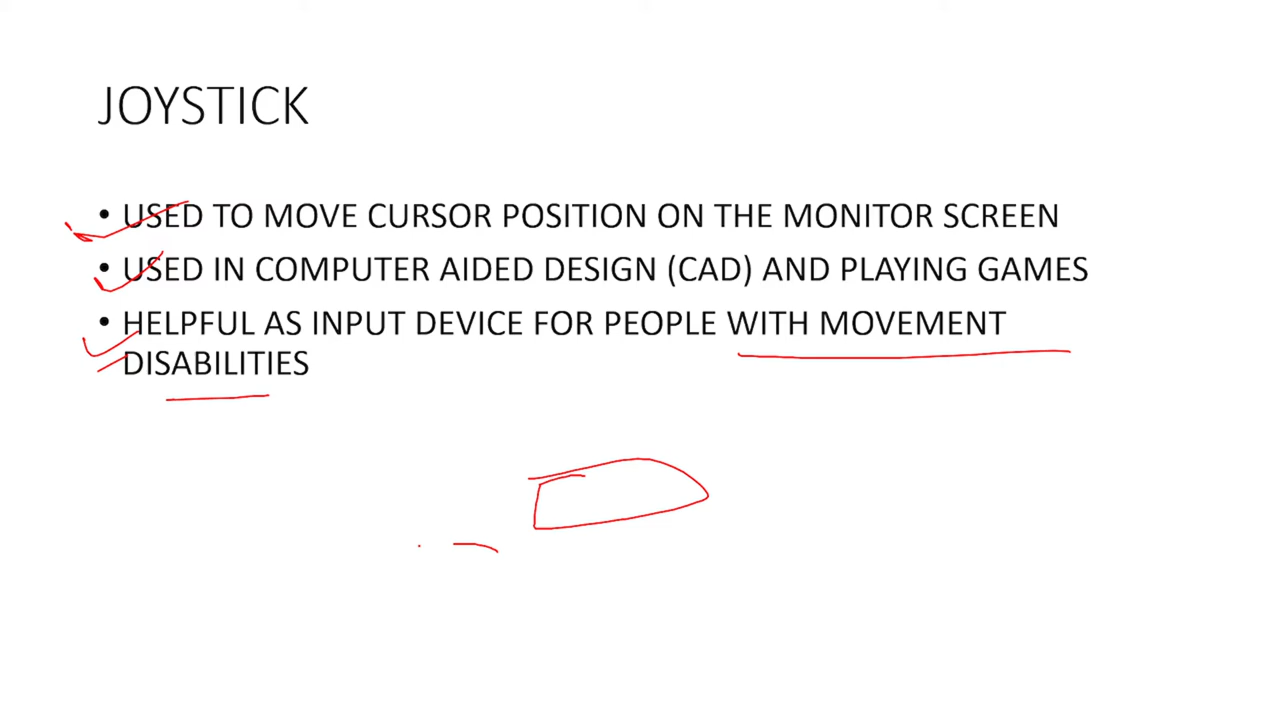 JOYSTICK
• USED TO MOVE CURSOR POSITION ON THE MONITOR SCREEN
• USED IN COMPUTER AIDED DESIGN (CAD) AND PLAYING GAMES
• HELPFUL AS INPUT DEVICE FOR PEOPLE WITH MOVEMENT
DISABILITIES